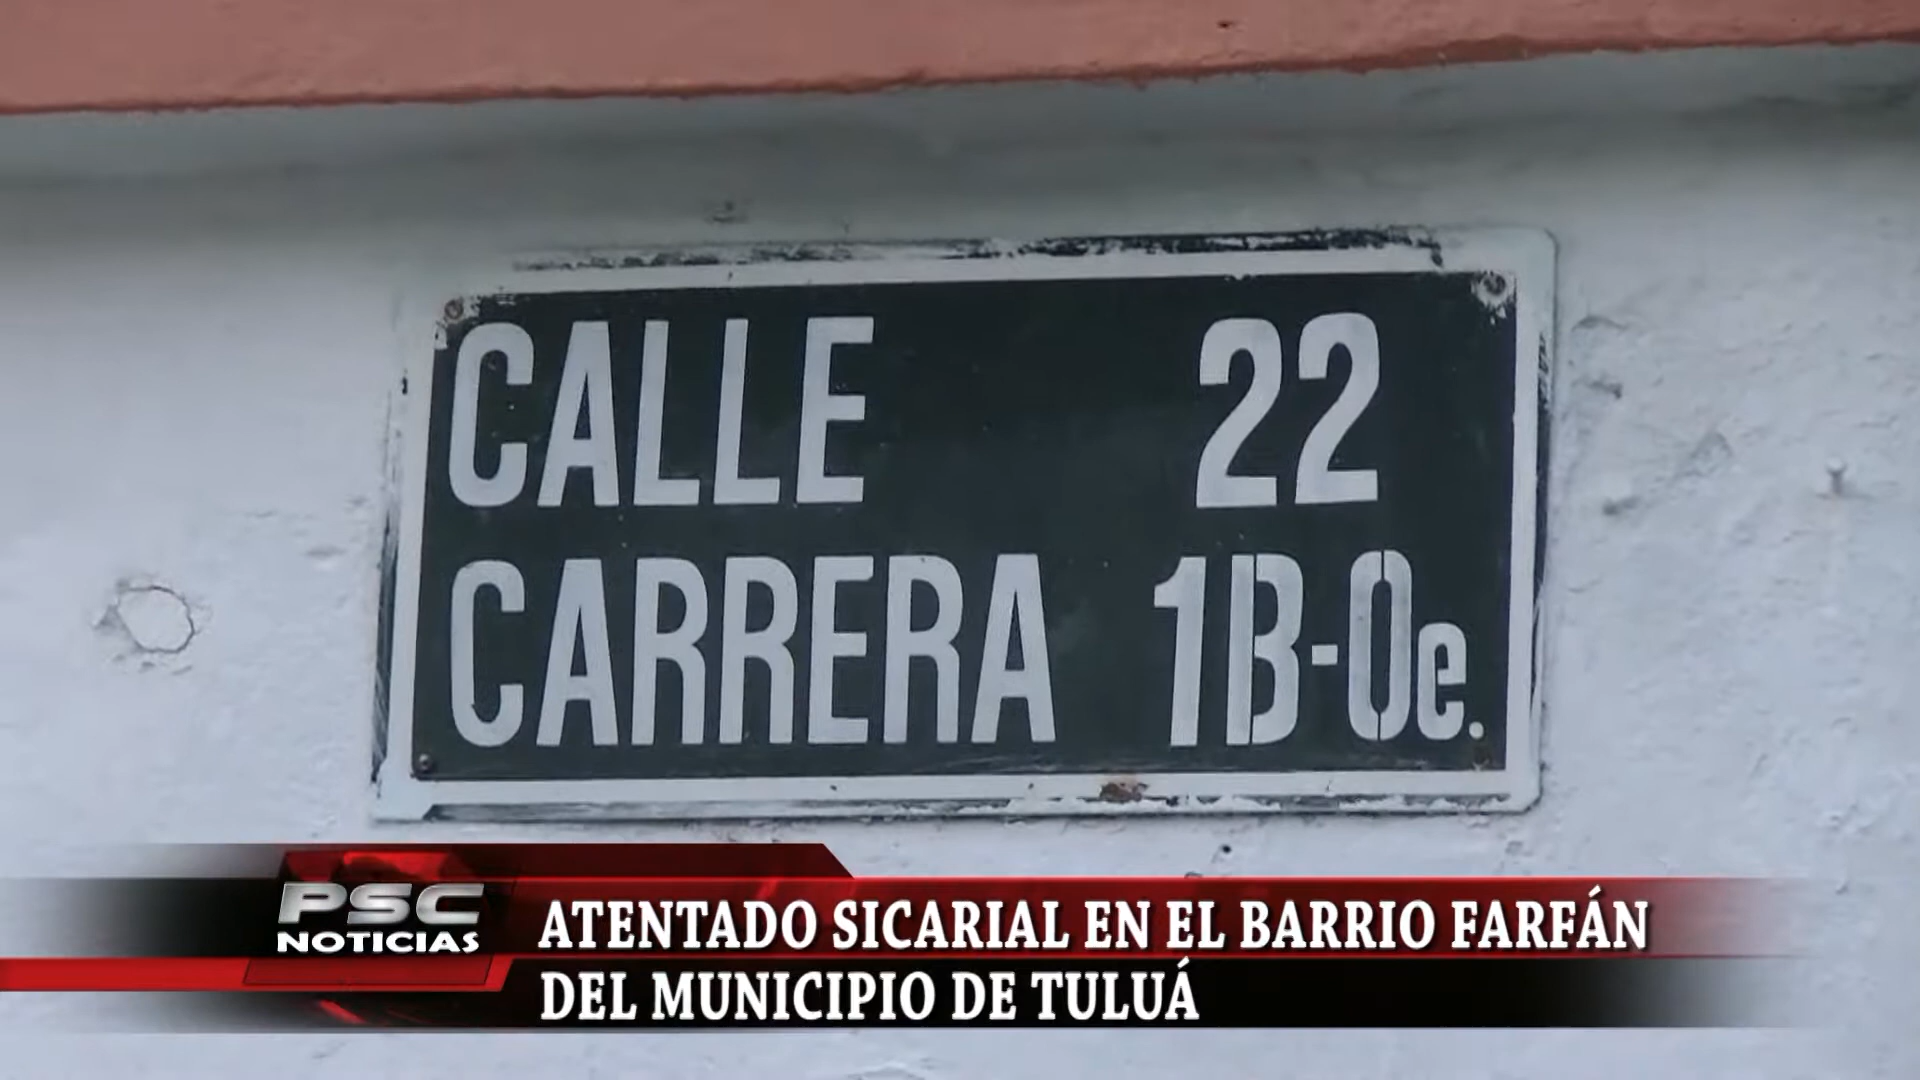 CALLE 22
CARRERA 1B-Oe.
PSC
NOTICIAS
ATENTADO SICARIAL EN EL BARRIO FARFÁN
DEL MUNICIPIO DE TULUÁ